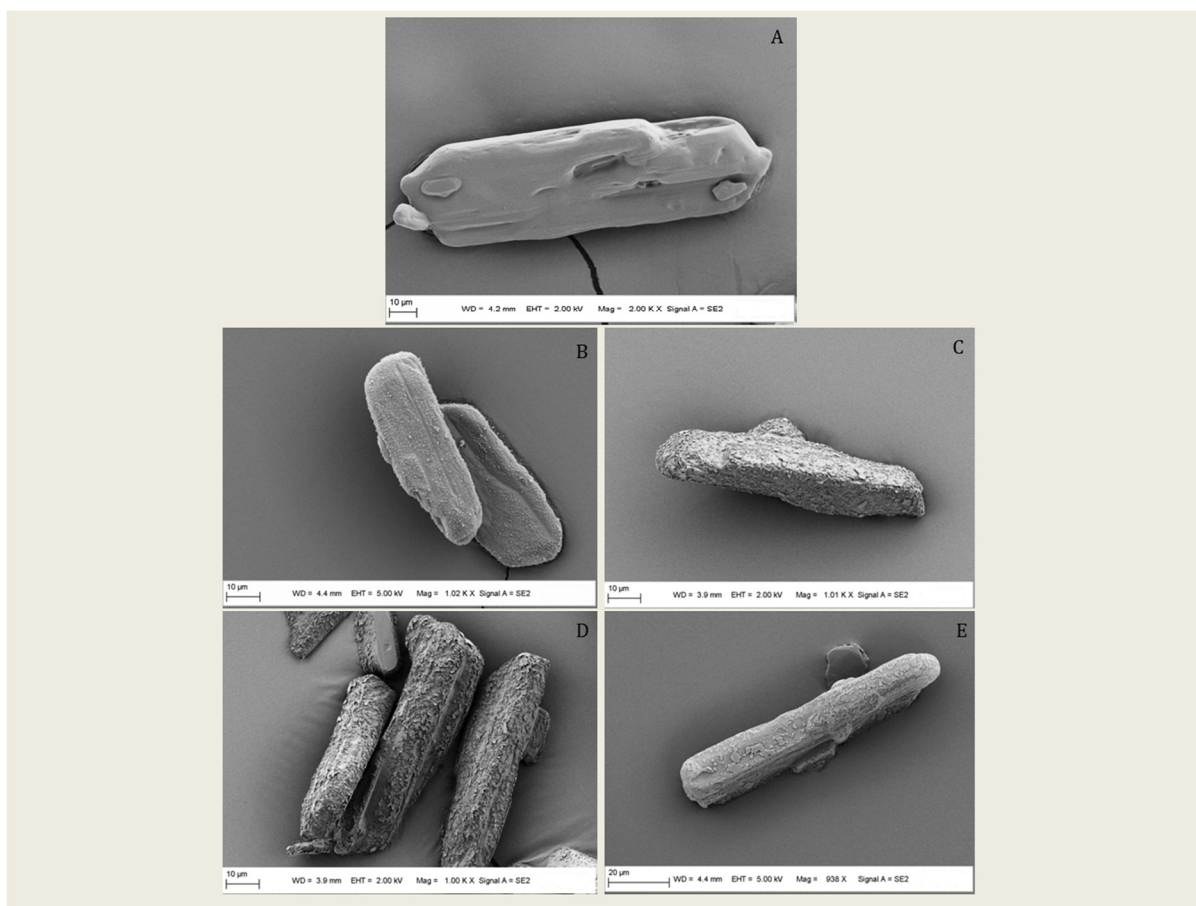 A
10 µm
WD = 4.2 mm EHT = 2.00 kV Mag = 2.00 K X Signal A = SE2
B
10 µm
WD = 4.4 mm EHT = 5.00 kV Mag = 1.02 K X Signal A = SE2
C
10 µm
WD = 3.9 mm EHT = 2.00 kV Mag = 1.01 K X Signal A = SE2
D
10 µm
WD = 3.9 mm EHT = 2.00 kV Mag = 1.00 K X Signal A = SE2
E
20 µm
WD = 4.4 mm EHT = 5.00 kV Mag = 938 X Signal A = SE2